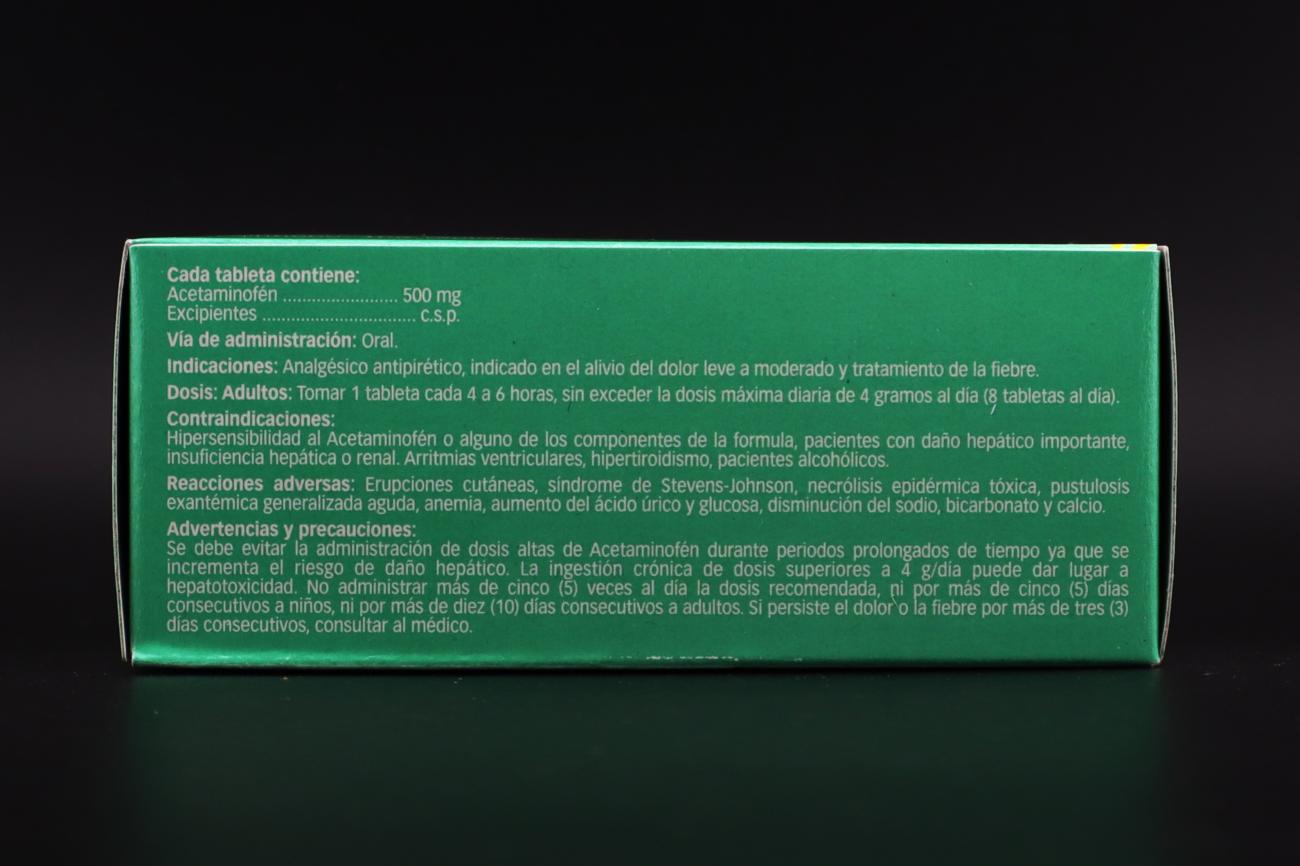 Cada tableta contiene:
Acetaminofén ........................ 500 mg
Excipientes ................................ c.s.p.
Vía de administración: Oral.
Indicaciones: Analgésico antipirético, indicado en el alivio del dolor leve a moderado y tratamiento de la fiebre.
Dosis: Adultos: Tomar 1 tableta cada 4 a 6 horas, sin exceder la dosis máxima diaria de 4 gramos al día (8 tabletas al día).
Contraindicaciones:
Hipersensibilidad al Acetaminofén o alguno de los componentes de la formula, pacientes con daño hepático importante,
insuficiencia hepática o renal. Arritmias ventriculares, hipertiroidismo, pacientes alcohólicos.
Reacciones adversas: Erupciones cutáneas, síndrome de Stevens-Johnson, necrólisis epidérmica tóxica, pustulosis
exantémica generalizada aguda, anemia, aumento del ácido úrico y glucosa, disminución del sodio, bicarbonato y calcio.
Advertencias y precauciones:
Se debe evitar la administración de dosis altas de Acetaminofén durante periodos prolongados de tiempo ya que se
incrementa el riesgo de daño hepático. La ingestión crónica de dosis superiores a 4 g/día puede dar lugar a
hepatotoxicidad. No administrar más de cinco (5) veces al día la dosis recomendada, ni por más de cinco (5) días
consecutivos a niños, ni por más de diez (10) días consecutivos a adultos. Si persiste el dolor o la fiebre por más de tres (3)
días consecutivos, consultar al médico.